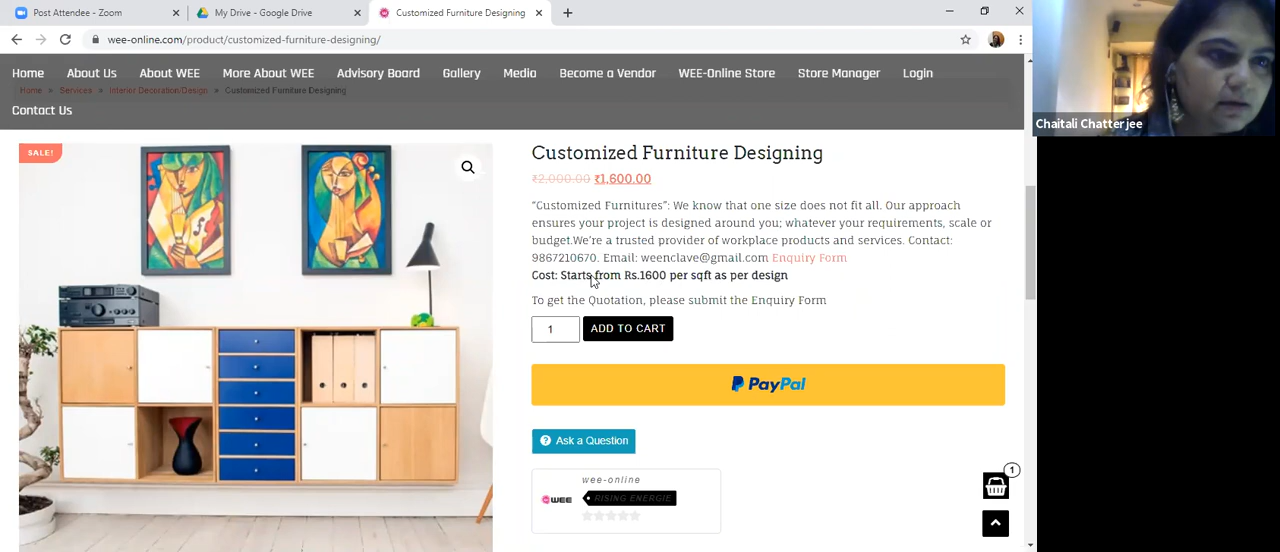 Post Attendee - Zoom
My Drive - Google Drive
Customized Furniture Designing
wee-online.com/product/customized-furniture-designing/
Home About Us About WEE More About WEE Advisory Board Gallery Media Become a Vendor WEE-Online Store Store Manager Login
Home » Services » Interior Decoration/Design » Customized Furniture Designing
Contact Us
Chaitali Chatterjee
SALE!
Customized Furniture Designing
₹2,000.00 ₹1,600.00
“Customized Furnitures”: We know that one size does not fit all. Our approach
ensures your project is designed around you; whatever your requirements, scale or
budget.We’re a trusted provider of workplace products and services. Contact:
9867210670. Email: weenclave@gmail.com Enquiry Form
Cost: Starts from Rs.1600 per sqft as per design
To get the Quotation, please submit the Enquiry Form
1 ADD TO CART
PayPal
? Ask a Question
wee-online
WEE RISING ENERGIE
1